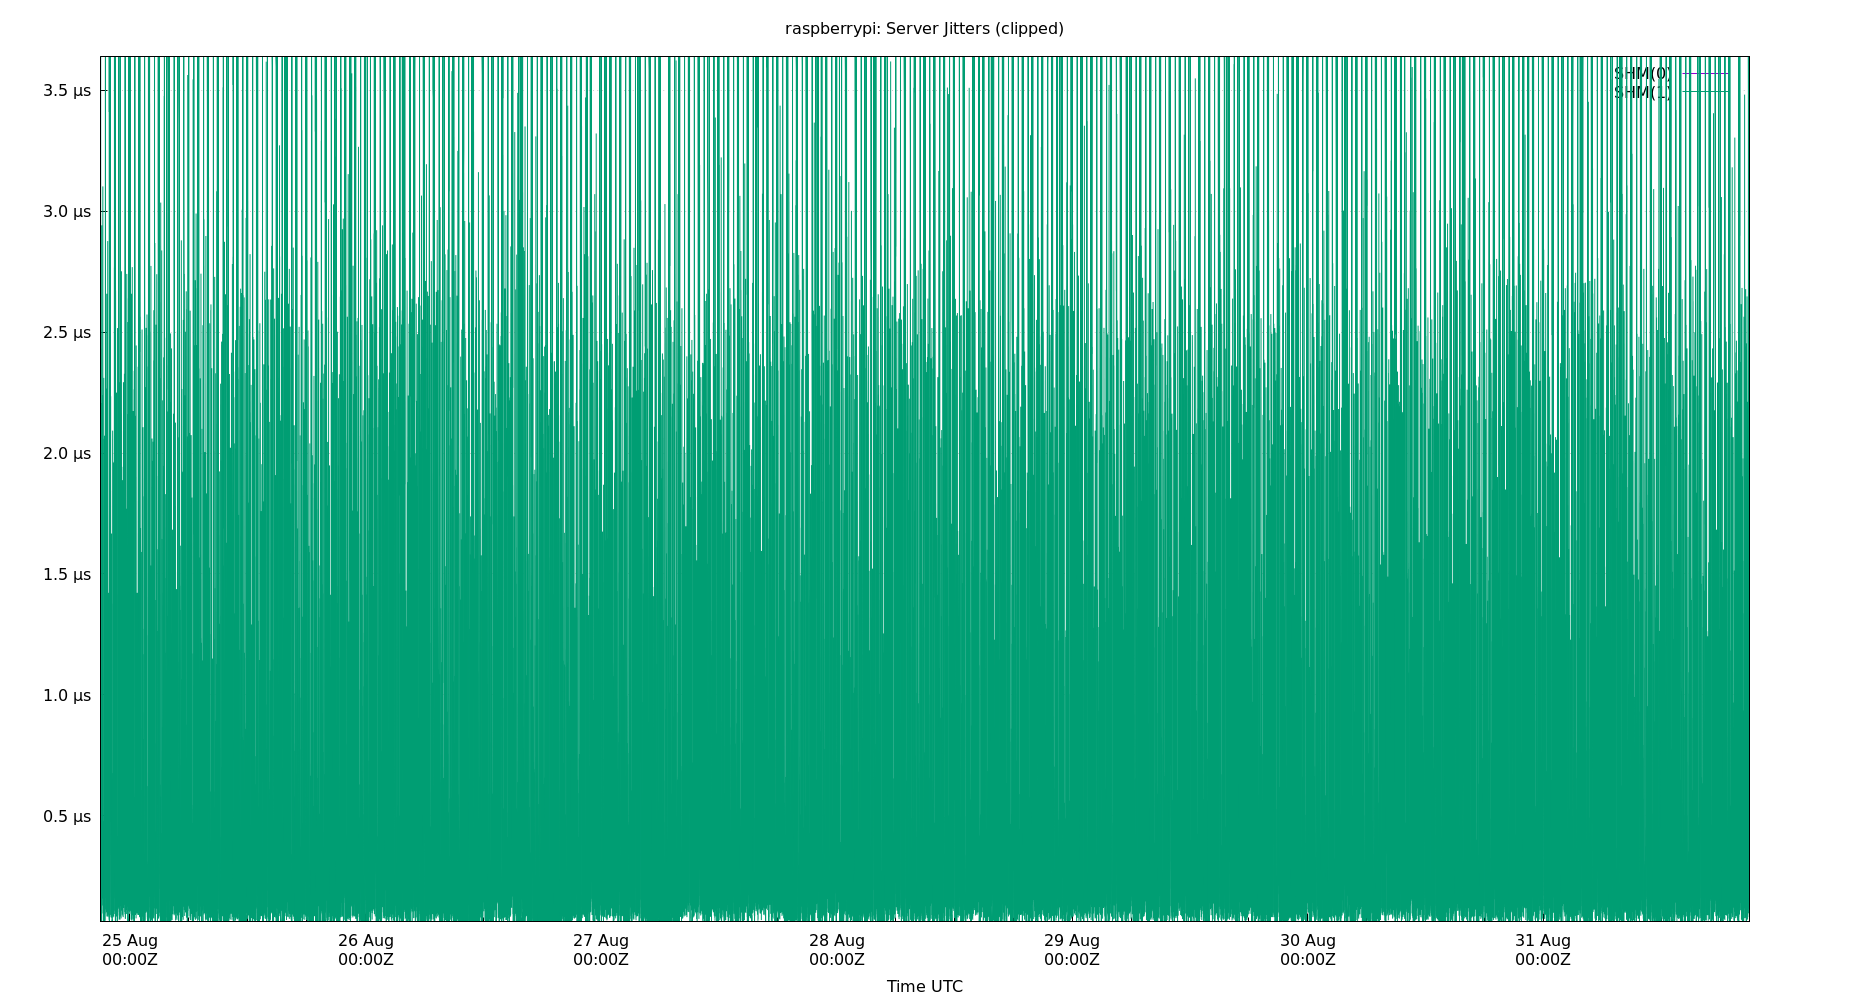 raspberrypi: Server Jitters (clipped)
SHM(0)
SHM(1)
3.5 μs
3.0 μs
2.5 μs
2.0 μs
1.5 μs
1.0 μs
0.5 μs
25 Aug 26 Aug 27 Aug 28 Aug 29 Aug 30 Aug 31 Aug
00:00Z 00:00Z 00:00Z 00:00Z 00:00Z 00:00Z 00:00Z
Time UTC